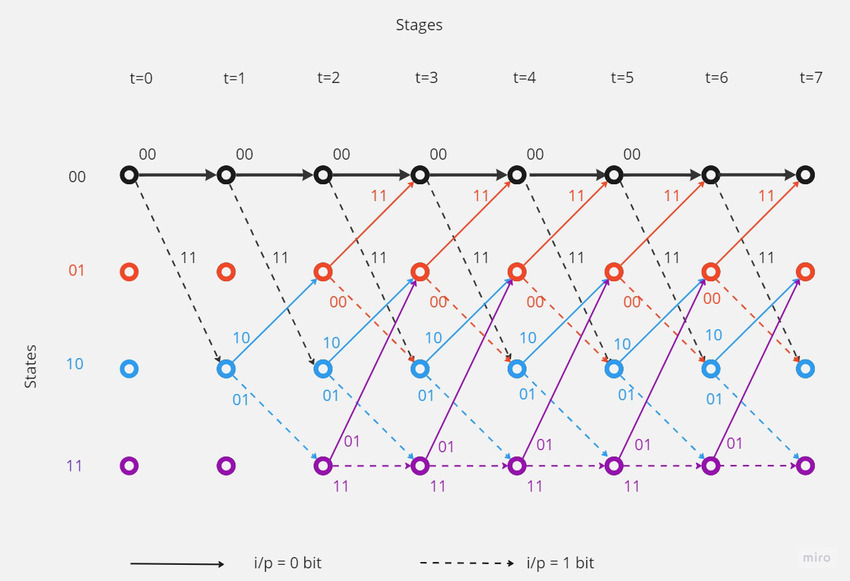 Stages
t=0 t=1 t=2 t=3 t=4 t=5 t=6 t=7
00 00 00 00 00 00
00
11 11 11 11 11 11
11 11 11 11 11 11
01
00 00 00 00 00
10 10 10 10 10 10
States
10
01 01 01 01 01 01
01 01 01 01 01
11
11 11 11 11
i/p = 0 bit i/p = 1 bit
miro